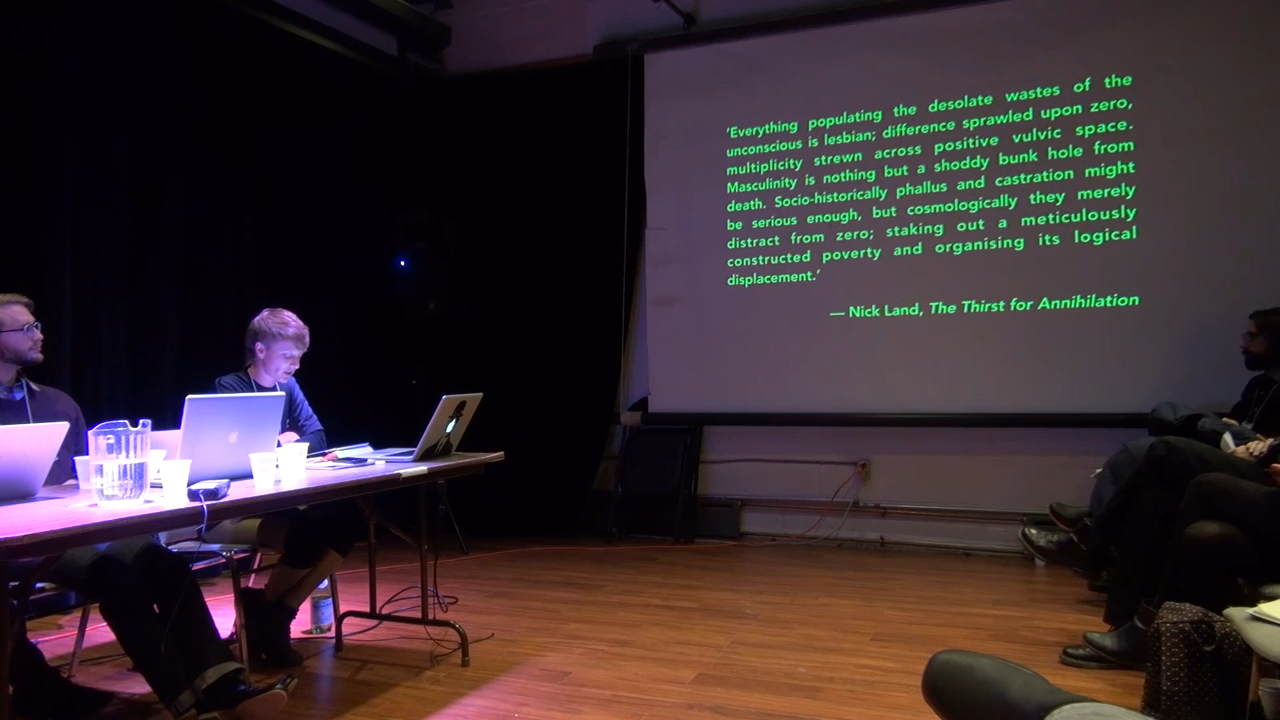 ‘Everything populating the desolate wastes of the
unconscious is lesbian; difference sprawled upon zero,
multiplicity strewn across positive vulvic space.
Masculinity is nothing but a shoddy bunk hole from
death. Socio-historically phallus and castration might
be serious enough, but cosmologically they merely
distract from zero; staking out a meticulously
constructed poverty and organising its logical
displacement.’
— Nick Land, The Thirst for Annihilation